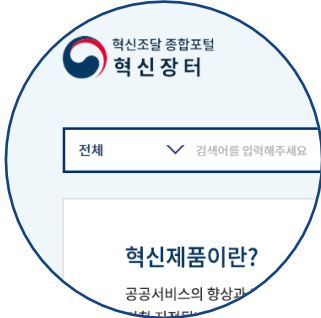 혁신조달 종합포털
혁신장터
전체 검색어를 입력해주세요
혁신제품이란?
공공서비스의 향상과